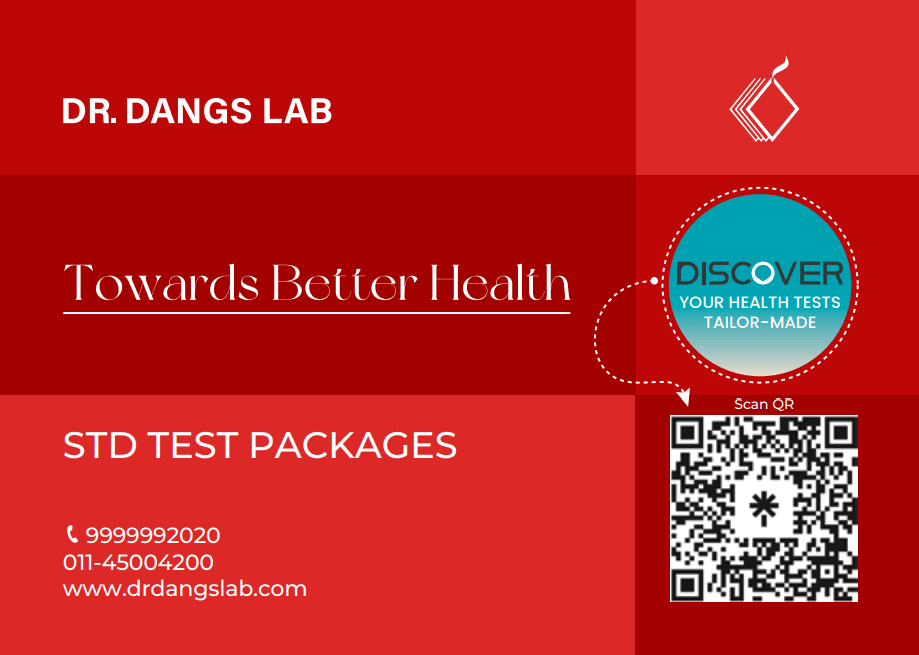 DR. DANGS LAB
Towards Better Health
DISCOVER
YOUR HEALTH TESTS
TAILOR-MADE
Scan QR
STD TEST PACKAGES
9999992020
011-45004200
www.drdangslab.com